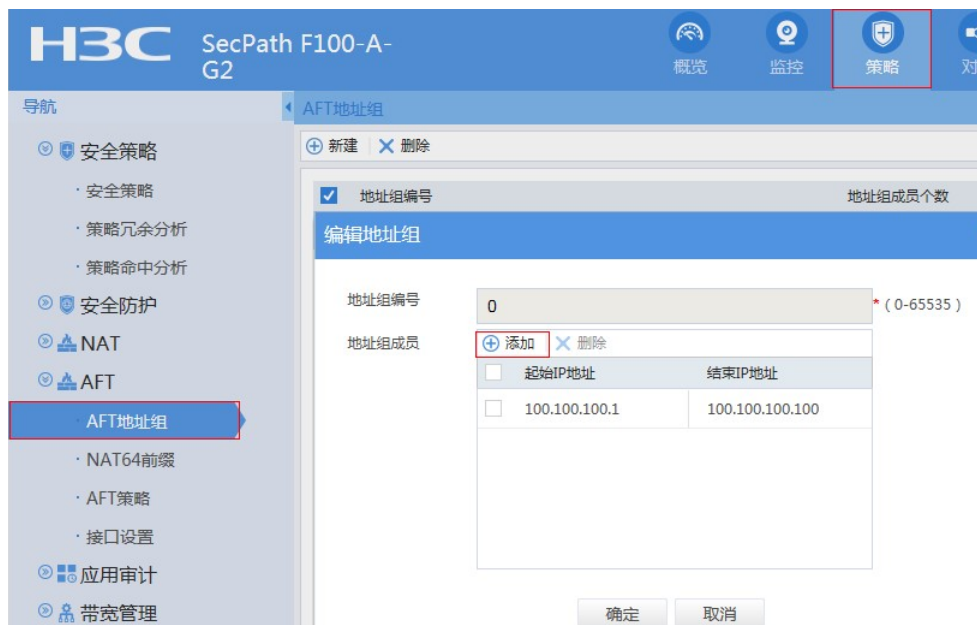 H3C SecPath F100-A-G2
概览 监控 策略 对
导航
AFT地址组
新建 删除
安全策略
· 安全策略
· 策略冗余分析
· 策略命中分析
安全防护
NAT
AFT
· AFT地址组
· NAT64前缀
· AFT策略
· 接口设置
应用审计
带宽管理
地址组编号 地址组成员个数
编辑地址组
地址组编号 0 * ( 0-65535 )
地址组成员 添加 删除
起始IP地址 结束IP地址
100.100.100.1 100.100.100.100
确定 取消